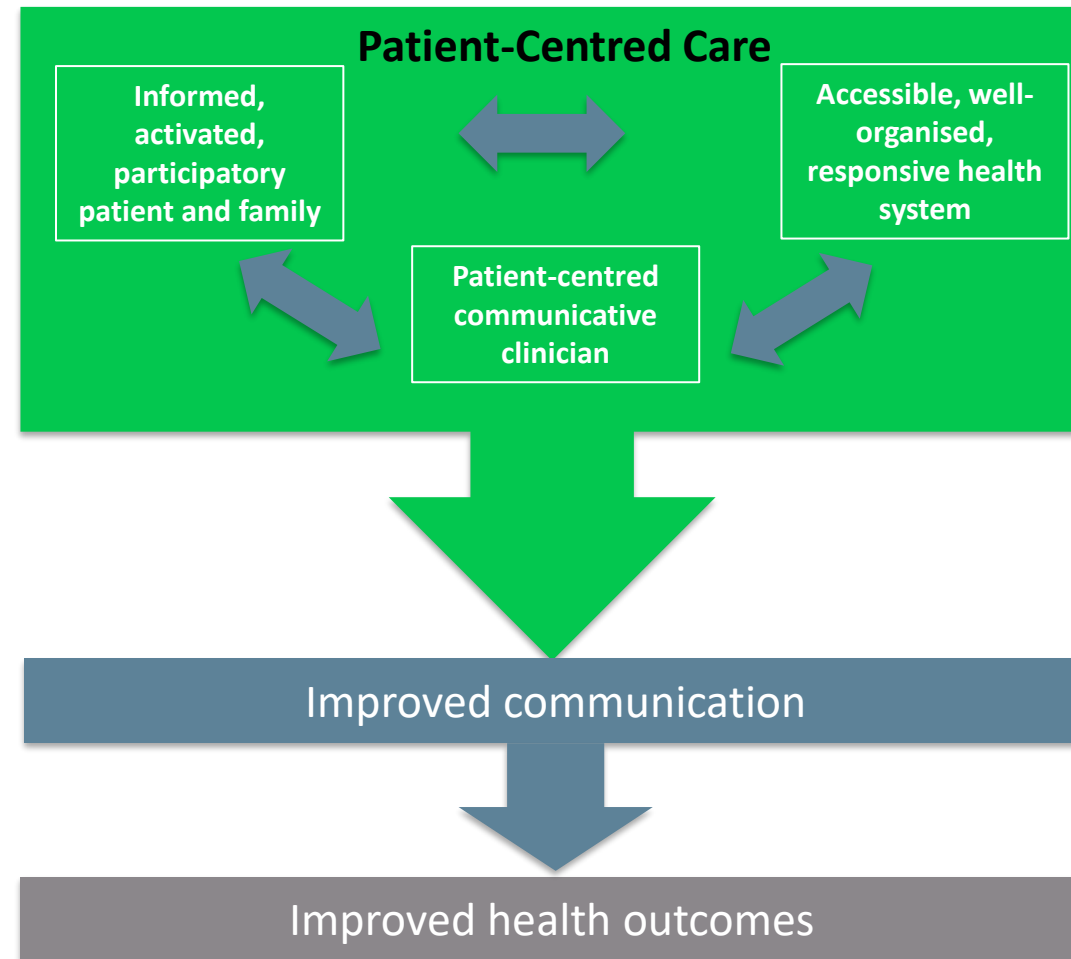 Patient-Centred Care
Informed,
activated,
participatory
patient and family
Accessible, well-
organised,
responsive health
system
Patient-centred
communicative
clinician
Improved communication
Improved health outcomes